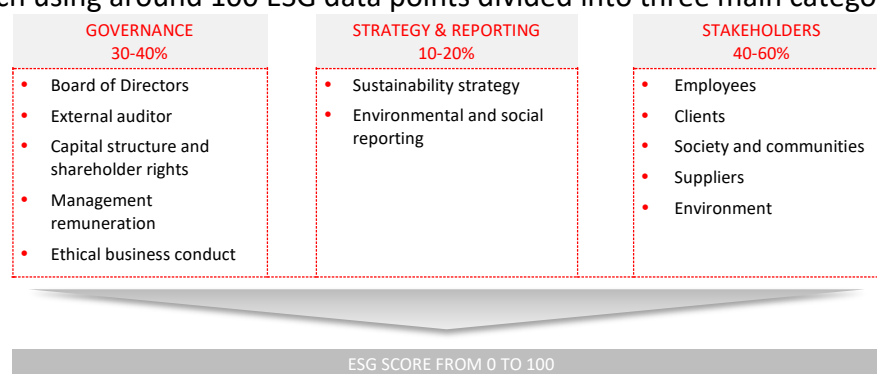 using around 100 ESG data points divided into three main
GOVERNANCE
30-40%
• Board of Directors
• External auditor
• Capital structure and
shareholder rights
• Management
remuneration
• Ethical business conduct
STRATEGY & REPORTING
10-20%
• Sustainability strategy
• Environmental and social
reporting
STAKEHOLDERS
40-60%
• Employees
• Clients
• Society and communities
• Suppliers
• Environment
ESG SCORE FROM 0 TO 100